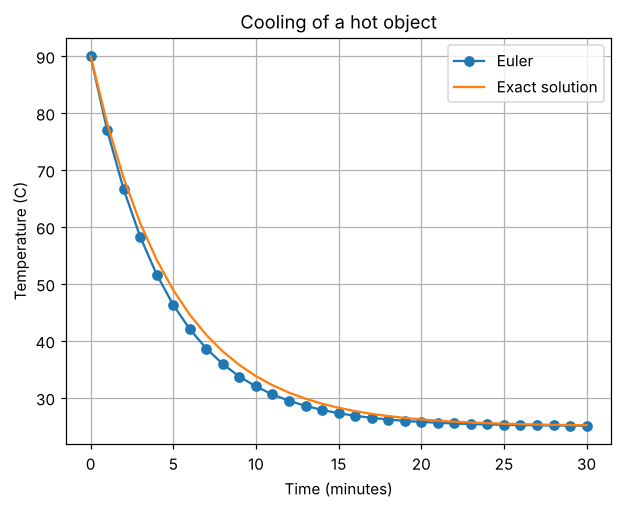 Cooling of a hot object
Euler
Exact solution
Temperature (C)
90
80
70
60
50
40
30
0 5 10 15 20 25 30
Time (minutes)